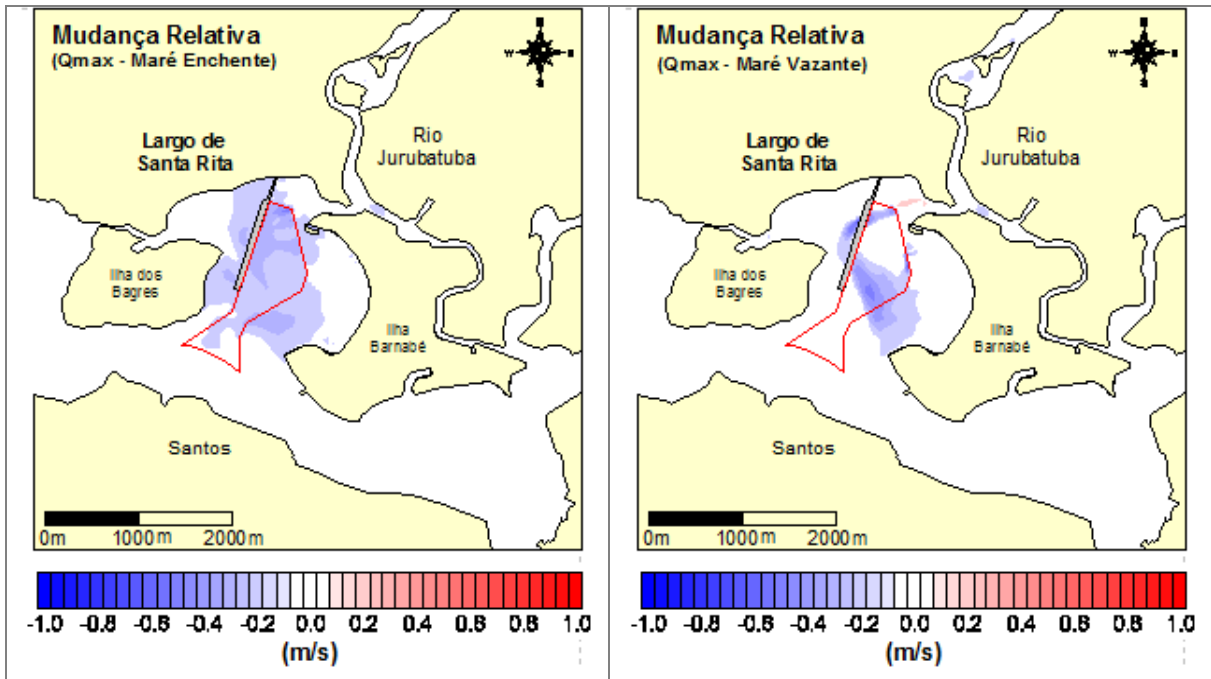 Mudança Relativa
(Qmax - Maré Enchente)
W
Largo de
Santa Rita
Rio
Jurubatuba
Ilha dos
Bagres
Ilha
Barnabé
Santos
0m 1000m 2000m
-1.0 -0.8 -0.6 -0.4 -0.2 0.0 0.2 0.4 0.6 0.8 1.0
(m/s)
Mudança Relativa
(Qmax - Maré Vazante)
W
Largo de
Santa Rita
Rio
Jurubatuba
Ilha dos
Bagres
Ilha
Barnabé
Santos
0m 1000m 2000m
-1.0 -0.8 -0.6 -0.4 -0.2 0.0 0.2 0.4 0.6 0.8 1.0
(m/s)